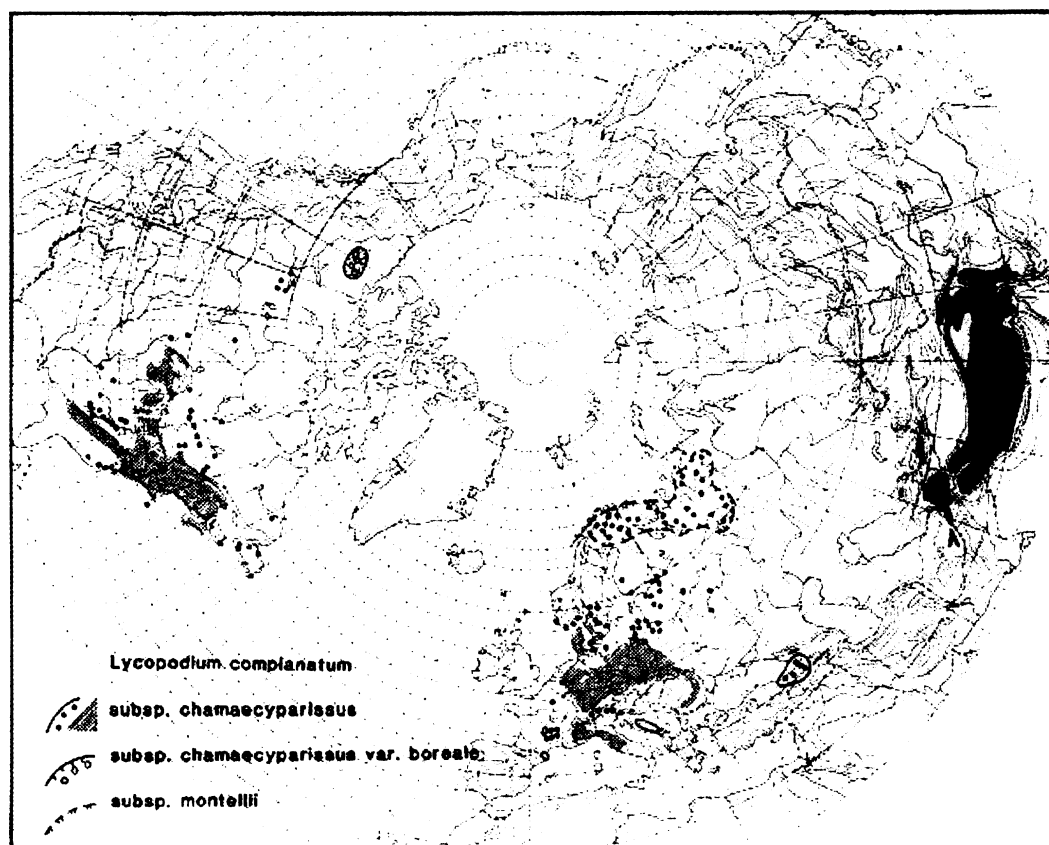 Lycopodium complanatum
subsp. chamaecyparissus
subsp. chamaecyparissus var. boreale
subsp. montellii